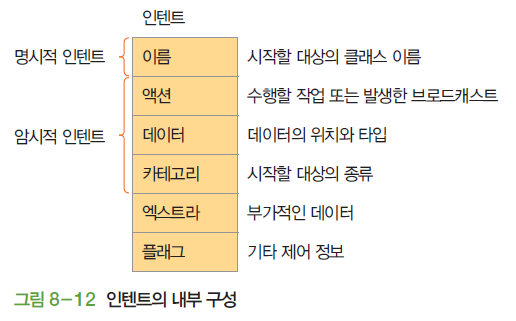 인텐트
명시적 인텐트 이름 시작할 대상의 클래스 이름
액션 수행할 작업 또는 발생한 브로드캐스트
암시적 인텐트 데이터 데이터의 위치와 타입
카테고리 시작할 대상의 종류
엑스트라 부가적인 데이터
플래그 기타 제어 정보
그림 8-12 인텐트의 내부 구성